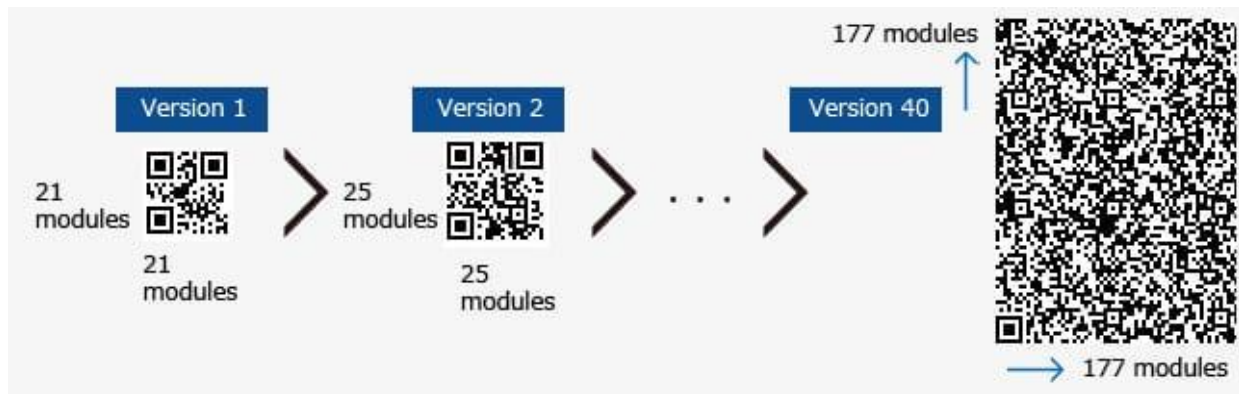 177 modules
Version 1
Version 2
Version 40
21
modules
25
modules
. . .
21
modules
25
modules
177 modules